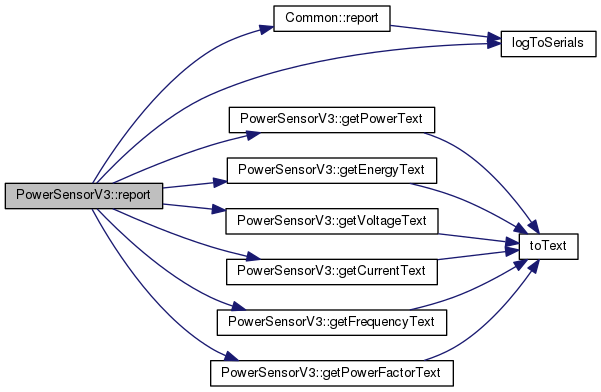 Common::report
logToSerials
PowerSensorV3::getPowerText
PowerSensorV3::getEnergyText
PowerSensorV3::report
PowerSensorV3::getVoltageText
toText
PowerSensorV3::getCurrentText
PowerSensorV3::getFrequencyText
PowerSensorV3::getPowerFactorText